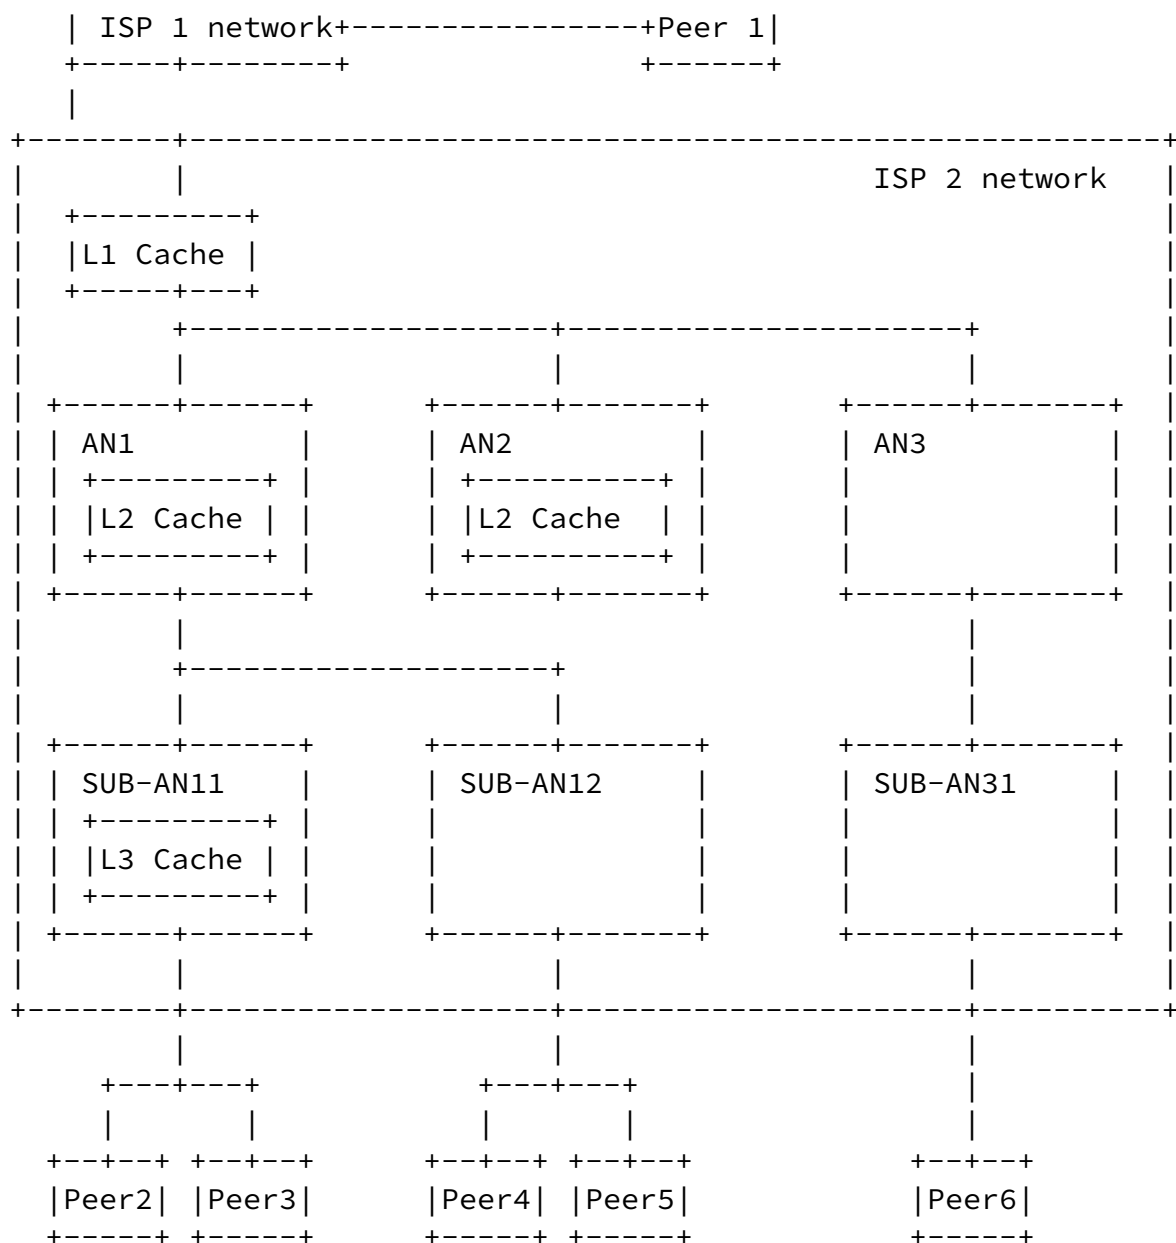 ISP 1 network Peer 1
ISP 2 network
L1 Cache
AN1 AN2 AN3
L2 Cache L2 Cache
SUB-AN11 SUB-AN12 SUB-AN31
L3 Cache
Peer2 Peer3 Peer4 Peer5 Peer6